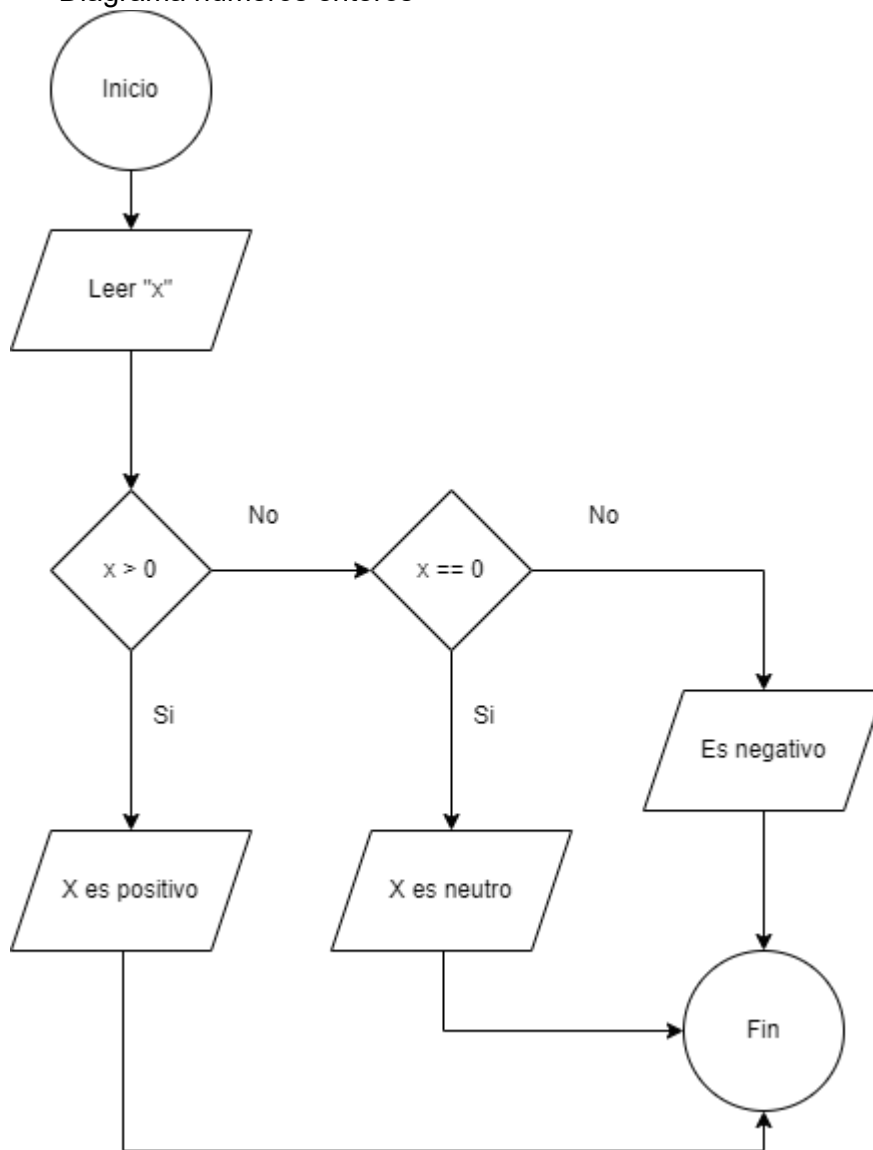 Diagrama números enteros
Inicio
Leer "x"
x > 0
No
x == 0
No
Si
Si
Es negativo
X es positivo
X es neutro
Fin